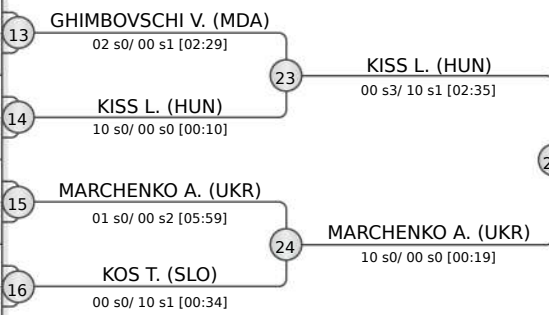 GHIMBOVSCHI V. (MDA)
13
02 s0/ 00 s1 [02:29]
23
KISS L. (HUN)
00 s3/ 10 s1 [02:35]
KISS L. (HUN)
14
10 s0/ 00 s0 [00:10]
MARCHENKO A. (UKR)
15
01 s0/ 00 s2 [05:59]
24
MARCHENKO A. (UKR)
10 s0/ 00 s0 [00:19]
KOS T. (SLO)
16
00 s0/ 10 s1 [00:34]